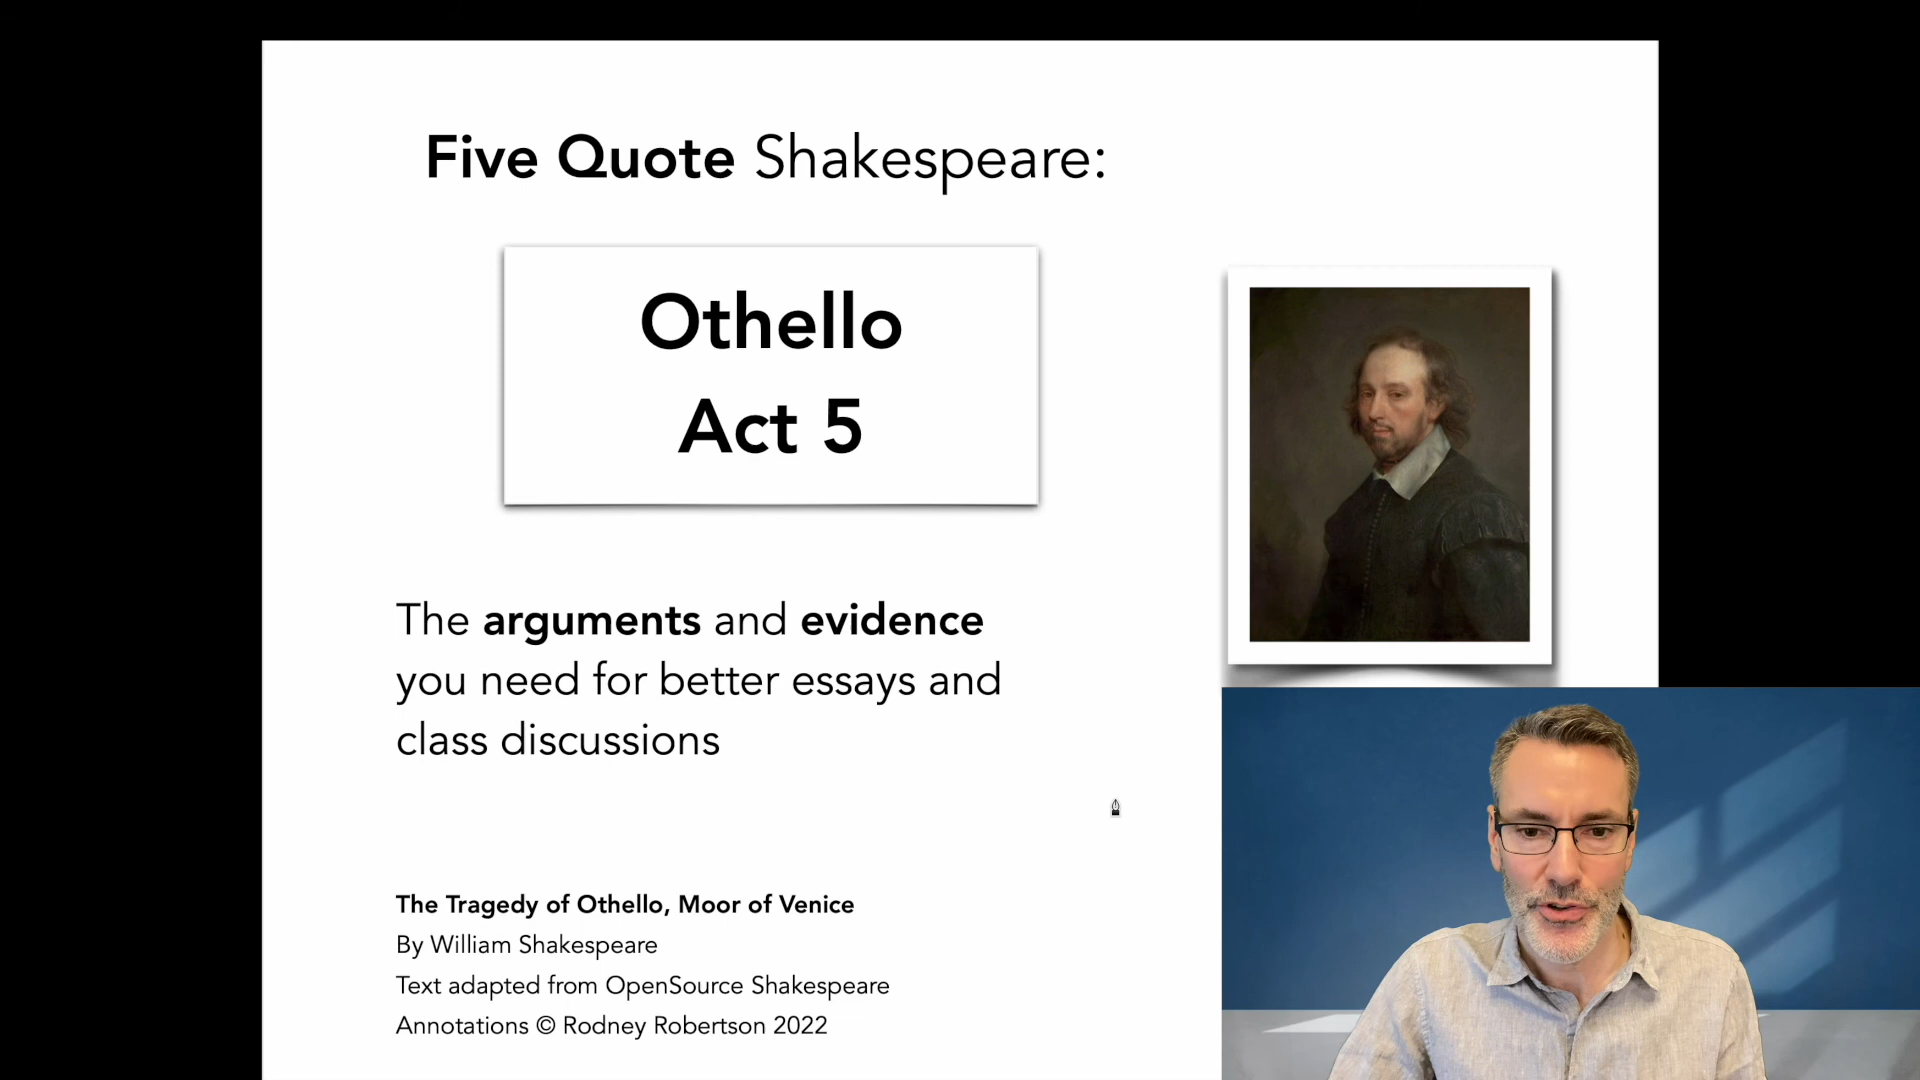 Five Quote Shakespeare:
Othello
Act 5
The arguments and evidence
you need for better essays and
class discussions
The Tragedy of Othello, Moor of Venice
By William Shakespeare
Text adapted from OpenSource Shakespeare
Annotations © Rodney Robertson 2022